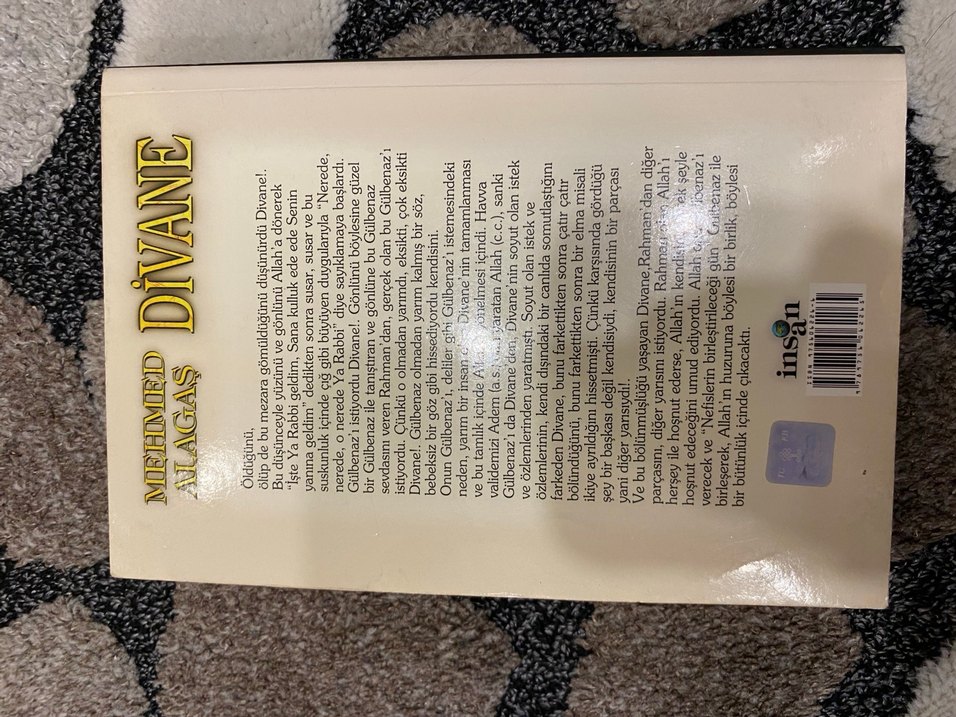 MEHMED
ALAGAŞ
DİVANE
Öldüğünü,
ölüp de bu mezara gömüldüğünü düşünürdü Divane!.
Bu düşünceyle yüzünü ve gönlünü Allah'a dönerek
"İşte Ya Rabbi geldim, Sana kulluk ede ede Senin
yanına geldim" dedikten sonra susar, susar ve bu
suskunluk içinde çığ gibi büyüyen duygularıyla "Nerede,
nerede, o nerede Ya Rabbi" diye sayıklamaya başlardı.
Gülbenaz'ı istiyordu Divane!. Gönlünü böylesine güzel
bir Gülbenaz ile tanıştıran ve gönlüne bu Gülbenaz
sevdasını veren Rahman'dan, gerçek olan bu Gülbenaz'ı
istiyordu. Çünkü o olmadan yarımdı, eksikti, çok eksikti
Divane!. Gülbenaz olmadan yarım kalmış bir söz,
bebeksiz bir göz gibi hissediyordu kendisini.
Onun Gülbenaz'ı, deliler gibi Gülbenaz'ı istemesindeki
neden, yarım bir insan olan Divane'nin tamamlanması
ve bu tamlık içinde Allah'a yönelmesi içindi. Hava
validemizi Adem (a.s)'dan yaratan Allah (c.c.), sanki
Gülbenaz'ı da Divane'den, Divane'nin soyut olan istek
ve özlemlerinden yaratmıştı. Soyut olan istek ve
özlemlerinin, kendi dışındaki bir canlıda somutlaştığını
farkeden Divane, bunu farkettikten sonra çatır çatır
bölündüğünü, bunu farkettikten sonra bir elma misali
ikiye ayrıldığını hissetmişti. Çünkü karşısında gördüğü
şey bir başkası değil kendisiydi, kendisinin bir parçası
yani diğer yarısıydı!.
Ve bu bölünmüşlüğü yaşayan Divane,Rahman'dan diğer
parçasını, diğer yarısını istiyordu. Rahman olan Allah'ı
herşey ile hoşnut ederse, Allah'ın kendisini tek şeyle
hoşnut edeceğini umud ediyordu. Allah ona Gülbenaz'ı
verecek ve "Nefislerin birleştirileceği gün" Gülbenaz ile
birleşerek, Allah'ın huzuruna böylesi bir birlik, böylesi
bir bütünlük içinde çıkacaktı.
insan